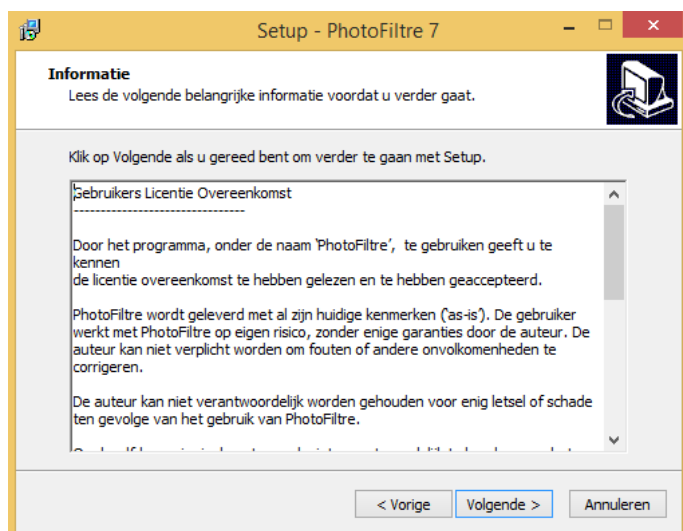 Setup - PhotoFiltre 7
Informatie
Lees de volgende belangrijke informatie voordat u verder gaat.
Klik op Volgende als u gereed bent om verder te gaan met Setup.
Gebruikers Licentie Overeenkomst
--------------------------------
Door het programma, onder de naam 'PhotoFiltre', te gebruiken geeft u te
kennen
de licentie overeenkomst te hebben gelezen en te hebben geaccepteerd.
PhotoFiltre wordt geleverd met al zijn huidige kenmerken ('as-is'). De gebruiker
werkt met PhotoFiltre op eigen risico, zonder enige garanties door de auteur. De
auteur kan niet verplicht worden om fouten of andere onvolkomenheden te
corrigeren.
De auteur kan niet verantwoordelijk worden gehouden voor enig letsel of schade
ten gevolge van het gebruik van PhotoFiltre.
< Vorige
Volgende >
Annuleren